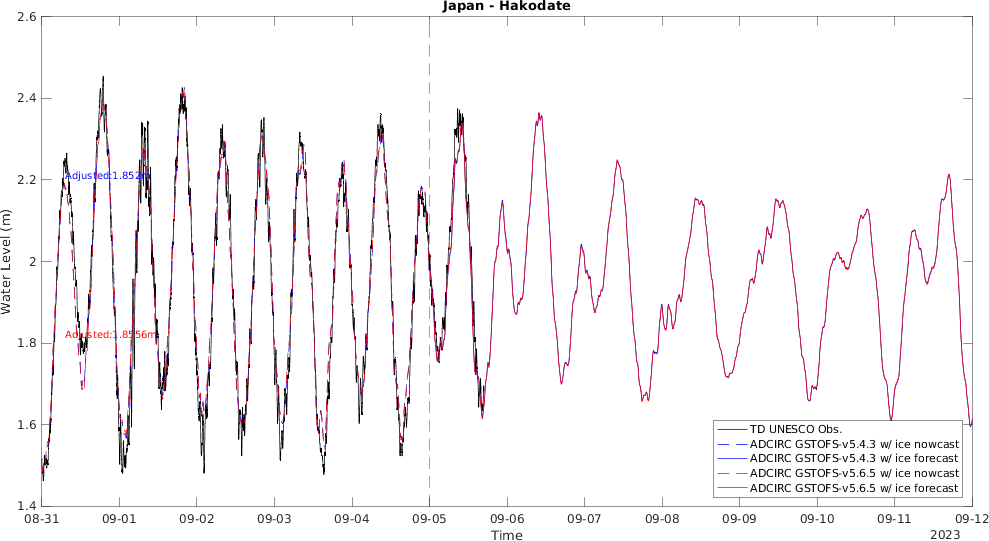 Japan - Hakodate
2.6
2.4
2.2
2
1.8
1.6
1.4
Water Level (m)
Adjusted:1.852m
Adjusted:1.8556m
TD UNESCO Obs.
ADCIRC GSTOFS-v5.4.3 w/ ice nowcast
ADCIRC GSTOFS-v5.4.3 w/ ice forecast
ADCIRC GSTOFS-v5.6.5 w/ ice nowcast
ADCIRC GSTOFS-v5.6.5 w/ ice forecast
08-31 09-01 09-02 09-03 09-04 09-05 09-06 09-07 09-08 09-09 09-10 09-11 09-12
Time
2023